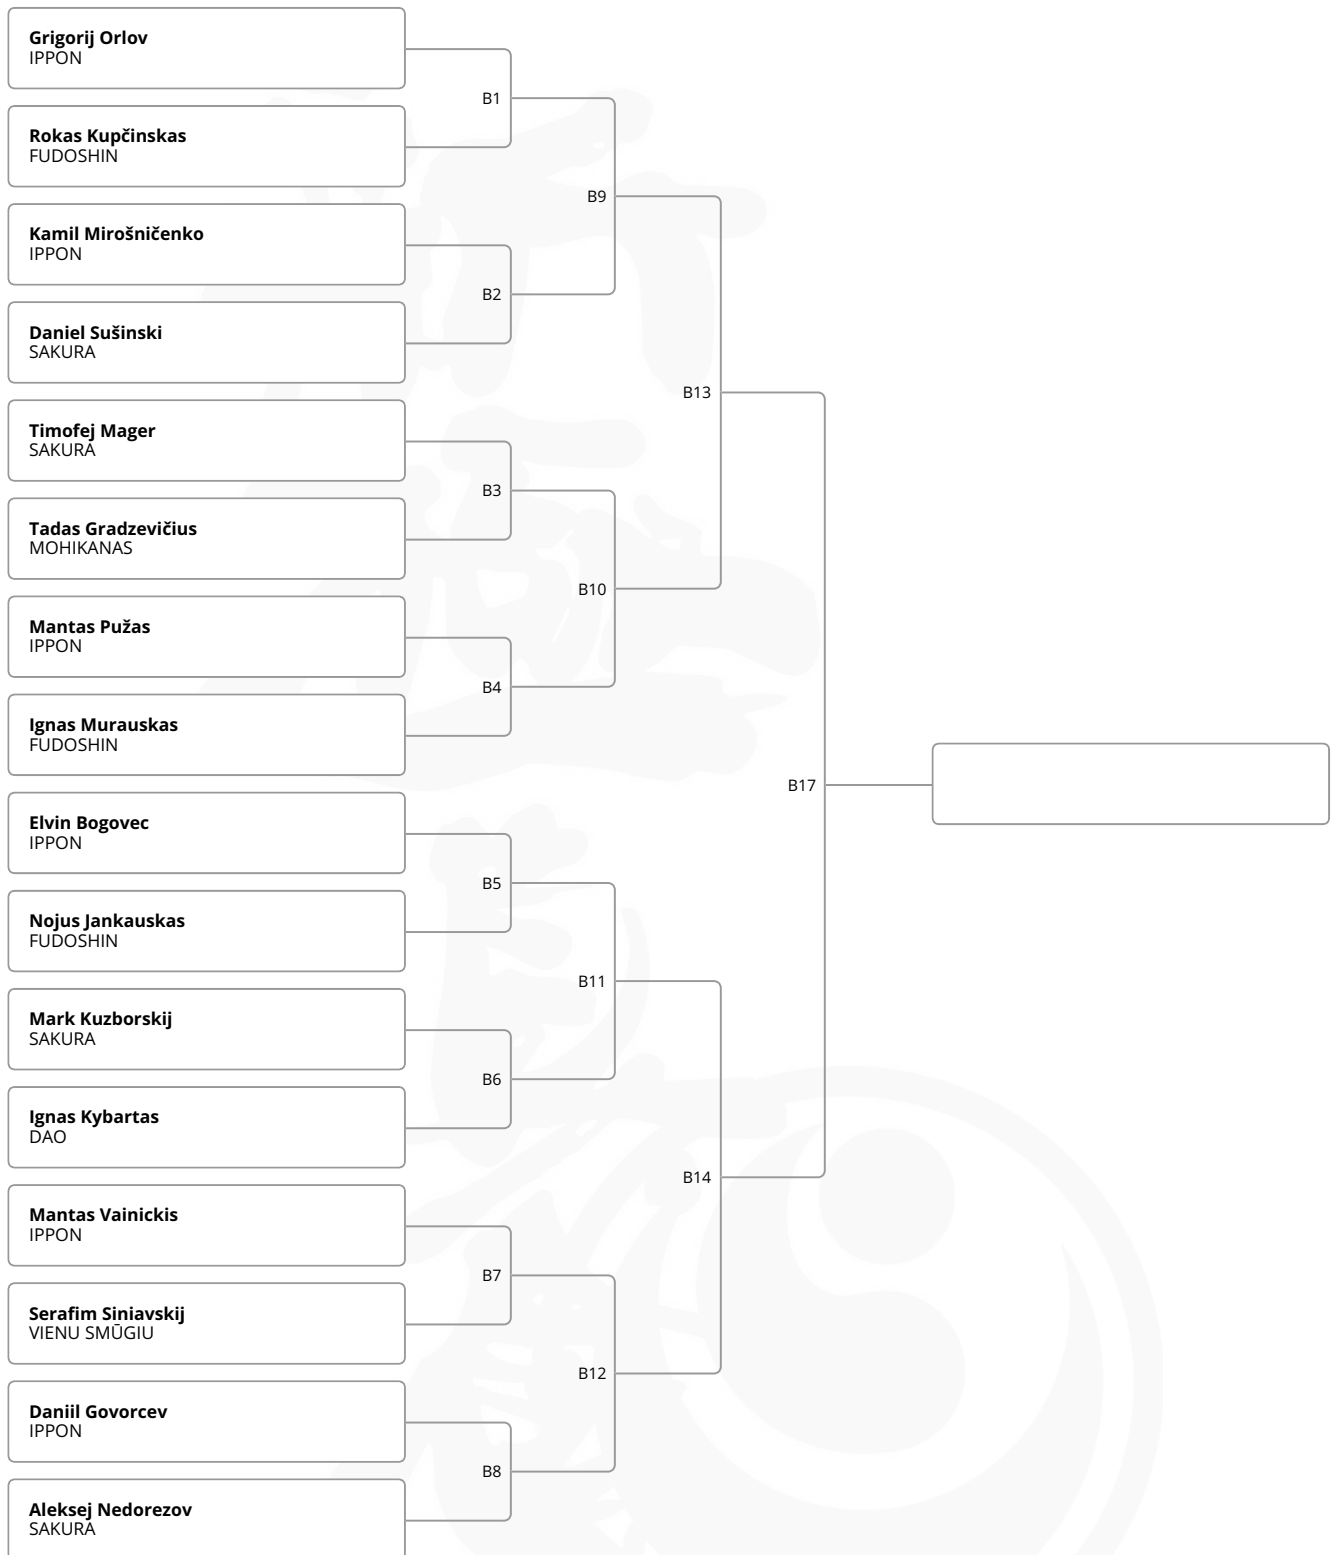 Grigorij Orlov
IPPON
B1
Rokas Kupčinskas
FUDOSHIN
B9
Kamil Mirošničenko
IPPON
B2
Daniel Sušinski
SAKURA
B13
Timofej Mager
SAKURA
B3
Tadas Gradzevičius
MOHIKANAS
B10
Mantas Pužas
IPPON
B4
Ignas Murauskas
FUDOSHIN
B17
Elvin Bogovec
IPPON
B5
Nojus Jankauskas
FUDOSHIN
B11
Mark Kuzborskij
SAKURA
B6
Ignas Kybartas
DAO
B14
Mantas Vainickis
IPPON
B7
Serafim Siniavskij
VIENU SMŪGIU
B12
Daniil Govorcev
IPPON
B8
Aleksej Nedorezov
SAKURA